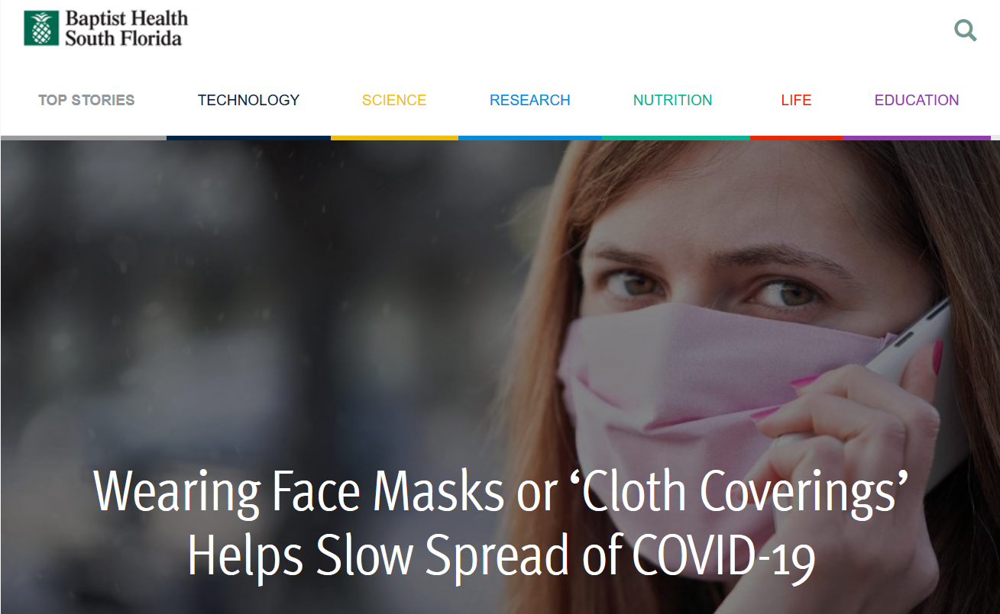 Baptist Health
South Florida
TOP STORIES TECHNOLOGY SCIENCE RESEARCH NUTRITION LIFE EDUCATION
Wearing Face Masks or ‘Cloth Coverings’
Helps Slow Spread of COVID-19